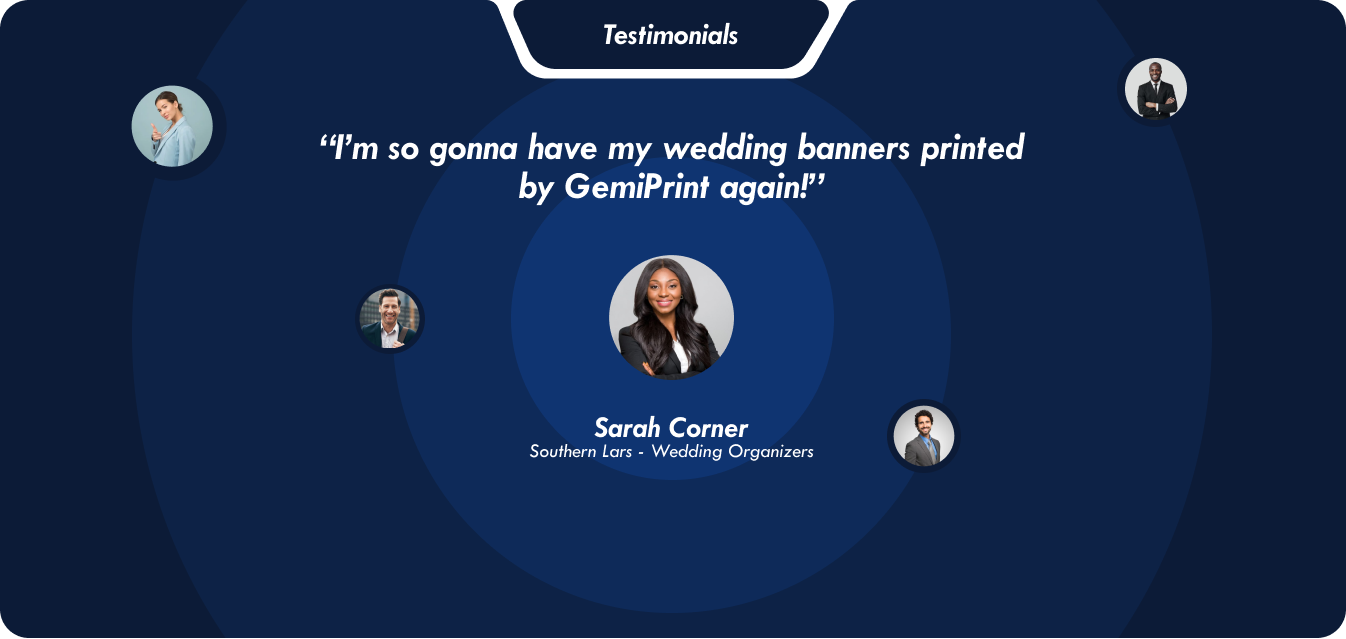 Testimonials
“I’m so gonna have my wedding banners printed
by GemiPrint again!”
Sarah Corner
Southern Lars - Wedding Organizers